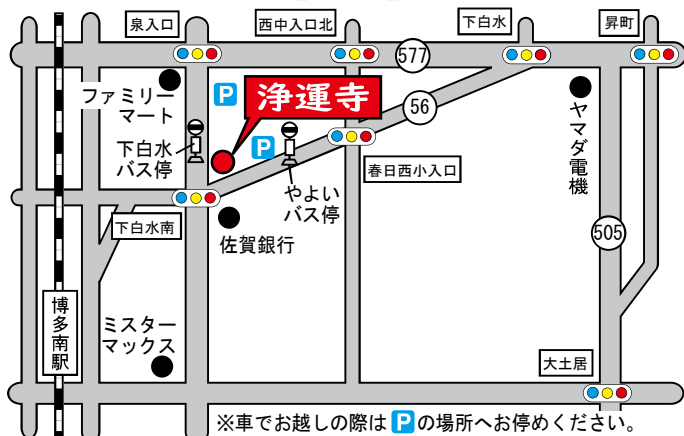 泉入口
西中入口北
下白水
昇町
577
P
浄運寺
56
ファミリー
マート
下白水
バス停
P
やよい
バス停
春日西小入口
ヤマダ電機
下白水南
佐賀銀行
505
博多南駅
ミスター
マックス
大土居
※車でお越しの際は P の場所へお停めください。